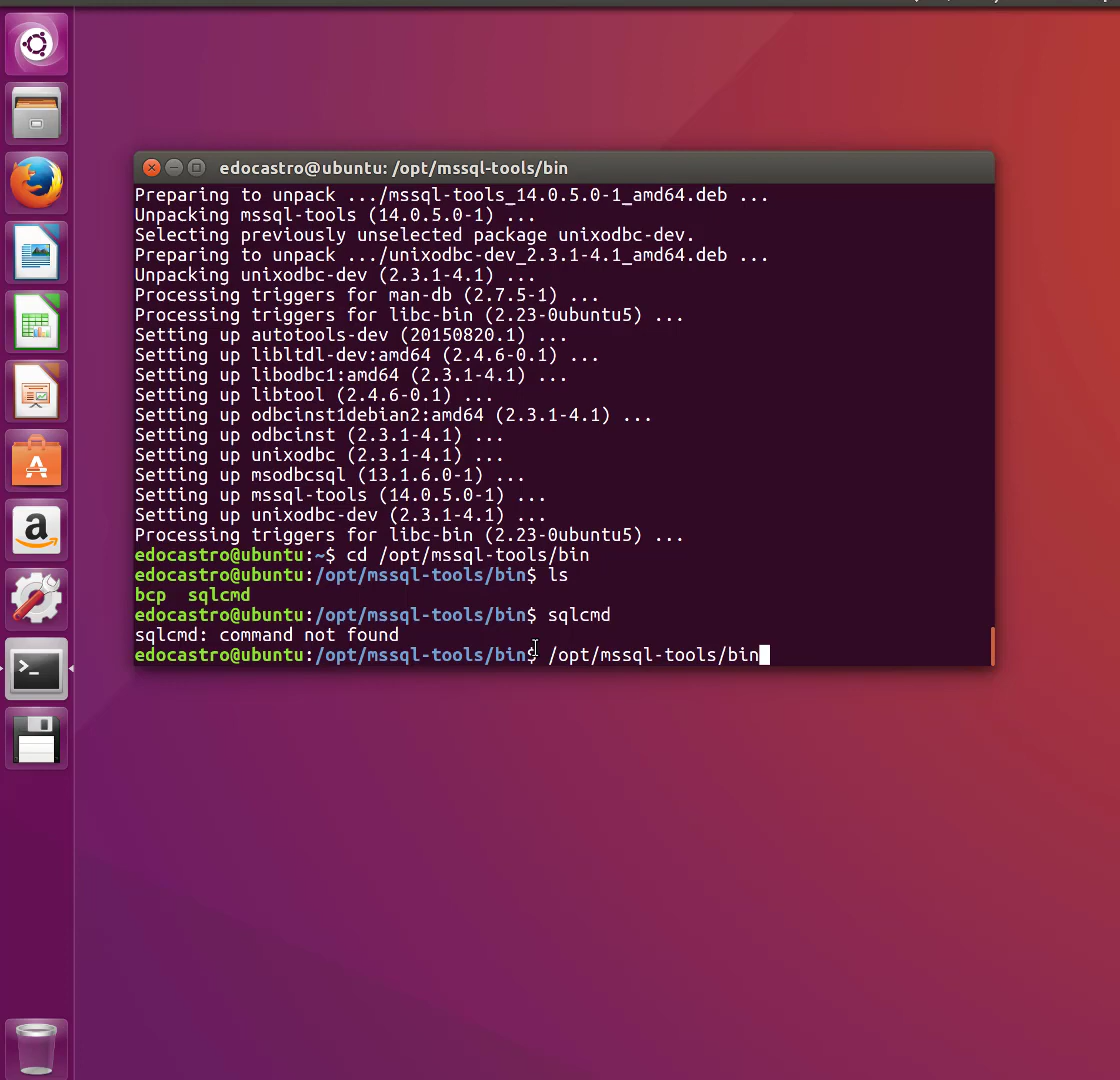 edocastro@ubuntu: /opt/mssql-tools/bin
Preparing to unpack .../mssql-tools_14.0.5.0-1_amd64.deb ...
Unpacking mssql-tools (14.0.5.0-1) ...
Selecting previously unselected package unixodbc-dev.
Preparing to unpack .../unixodbc-dev_2.3.1-4.1_amd64.deb ...
Unpacking unixodbc-dev (2.3.1-4.1) ...
Processing triggers for man-db (2.7.5-1) ...
Processing triggers for libc-bin (2.23-0ubuntu5) ...
Setting up autotools-dev (20150820.1) ...
Setting up libltdl-dev:amd64 (2.4.6-0.1) ...
Setting up libodbc1:amd64 (2.3.1-4.1) ...
Setting up libtool (2.4.6-0.1) ...
Setting up odbcinst1debian2:amd64 (2.3.1-4.1) ...
Setting up odbcinst (2.3.1-4.1) ...
Setting up unixodbc (2.3.1-4.1) ...
Setting up msodbcsql (13.1.6.0-1) ...
Setting up mssql-tools (14.0.5.0-1) ...
Setting up unixodbc-dev (2.3.1-4.1) ...
Processing triggers for libc-bin (2.23-0ubuntu5) ...
edocastro@ubuntu:~$ cd /opt/mssql-tools/bin
edocastro@ubuntu:/opt/mssql-tools/bin$ ls
bcp  sqlcmd
edocastro@ubuntu:/opt/mssql-tools/bin$ sqlcmd
sqlcmd: command not found
edocastro@ubuntu:/opt/mssql-tools/bin$ /opt/mssql-tools/bin